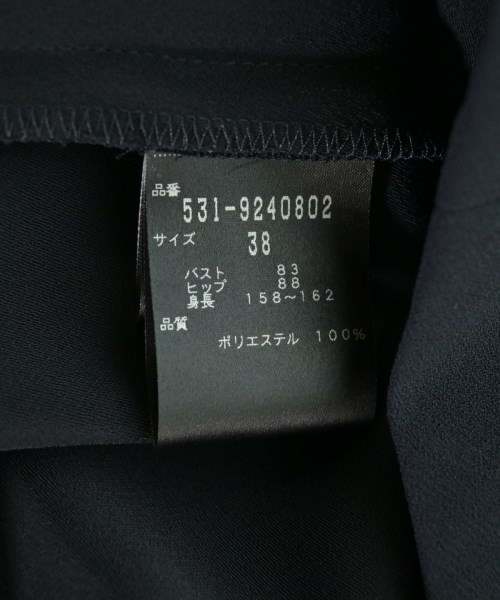 品番
531-9240802
サイズ
38
バスト 83
ヒップ 88
身長 158～162
品質
ポリエステル 100%